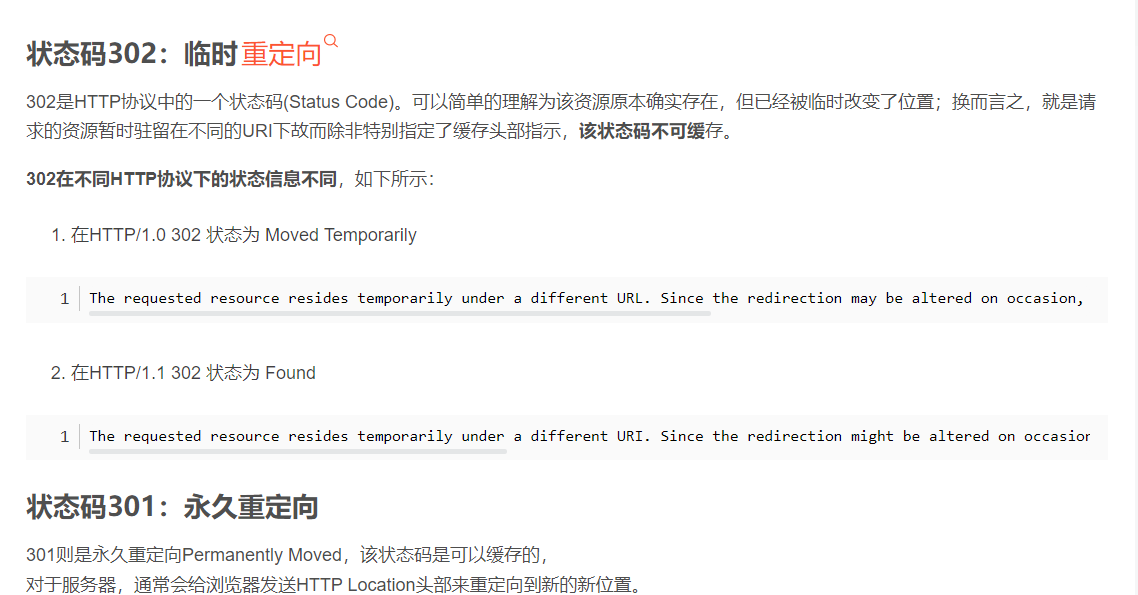 状态码302：临时重定向
302是HTTP协议中的一个状态码(Status Code)。可以简单的理解为该资源原本确实存在，但已经被临时改变了位置；换而言之，就是请
求的资源暂时驻留在不同的URI下故而除非特别指定了缓存头部指示，该状态码不可缓存。
302在不同HTTP协议下的状态信息不同，如下所示：
1. 在HTTP/1.0 302 状态为 Moved Temporarily
1 The requested resource resides temporarily under a different URL. Since the redirection may be altered on occasion,
2. 在HTTP/1.1 302 状态为 Found
1 The requested resource resides temporarily under a different URI. Since the redirection might be altered on occasion
状态码301：永久重定向
301则是永久重定向Permanently Moved，该状态码是可以缓存的，
对于服务器，通常会给浏览器发送HTTP Location头部来重定向到新的新位置。